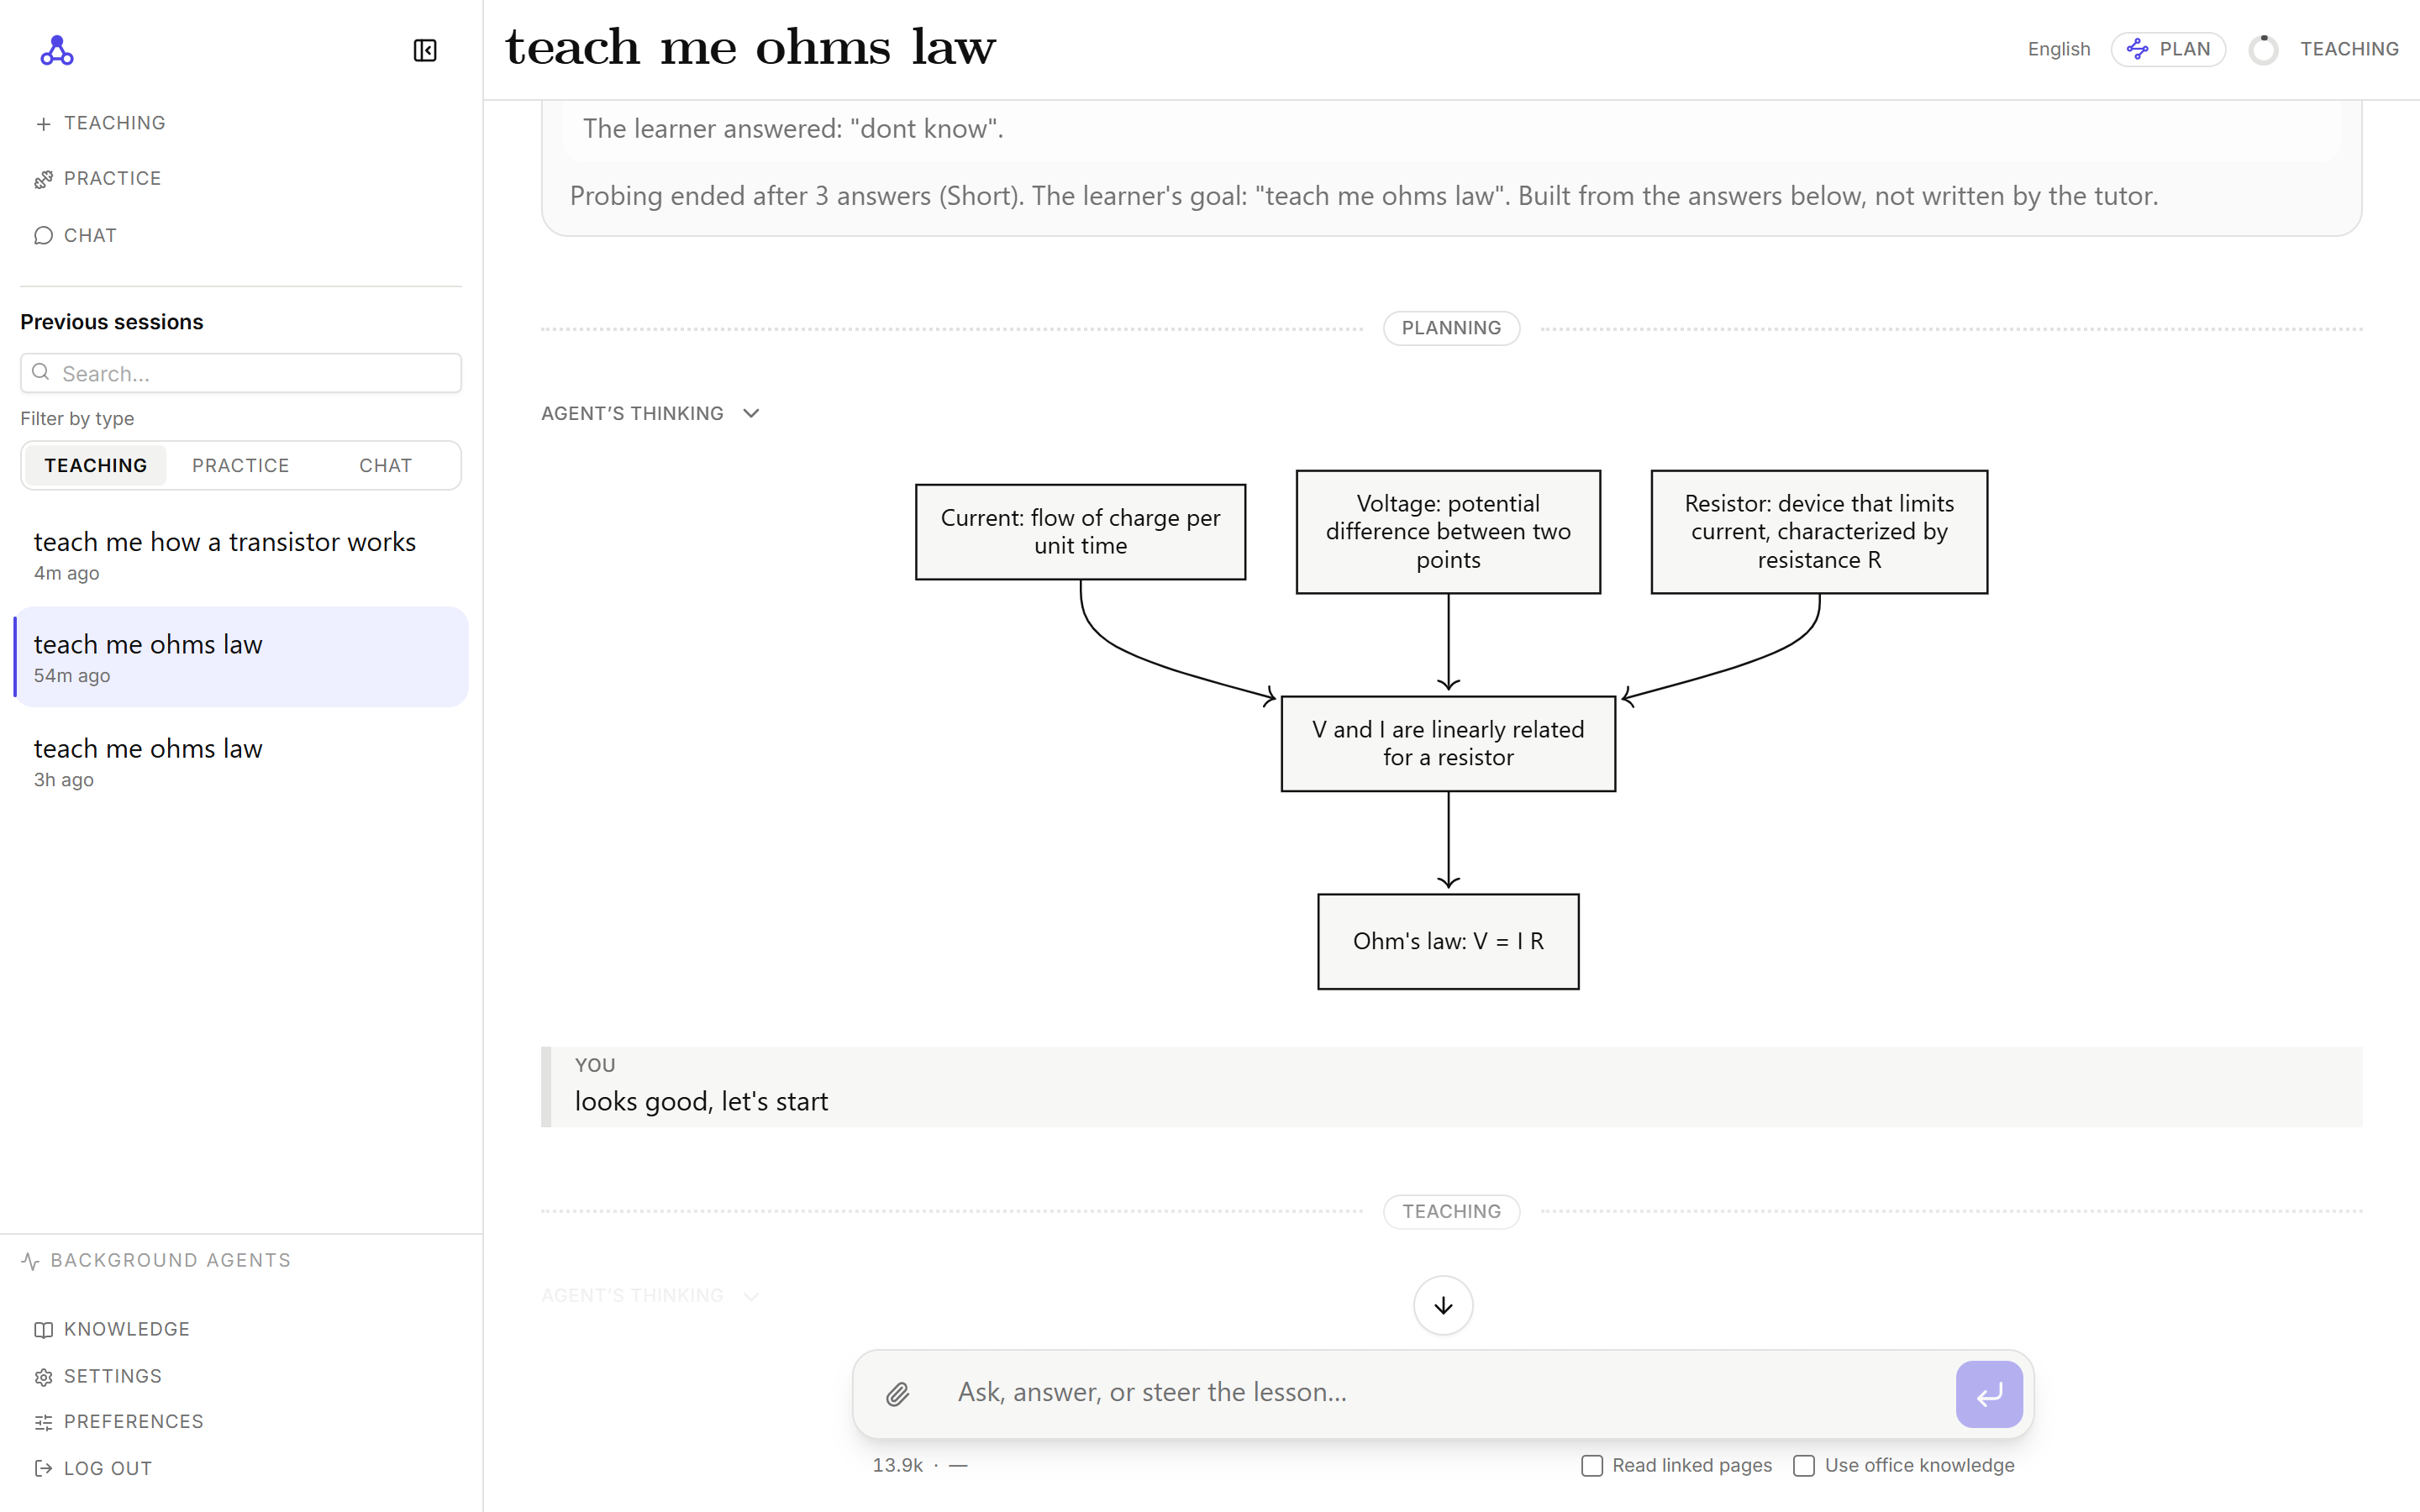 teach me ohms law
English
PLAN
TEACHING
TEACHING
PRACTICE
CHAT
Previous sessions
Search...
Filter by type
TEACHING
PRACTICE
CHAT
teach me how a transistor works
4m ago
teach me ohms law
54m ago
teach me ohms law
3h ago
BACKGROUND AGENTS
KNOWLEDGE
SETTINGS
PREFERENCES
LOG OUT
The learner answered: "dont know".
Probing ended after 3 answers (Short). The learner's goal: "teach me ohms law". Built from the answers below, not written by the tutor.
PLANNING
AGENT'S THINKING
Current: flow of charge per
unit time
Voltage: potential
difference between two
points
Resistor: device that limits
current, characterized by
resistance R
V and I are linearly related
for a resistor
Ohm's law: V = I R
YOU
looks good, let's start
TEACHING
AGENT'S THINKING
Ask, answer, or steer the lesson...
13.9k · —
Read linked pages
Use office knowledge